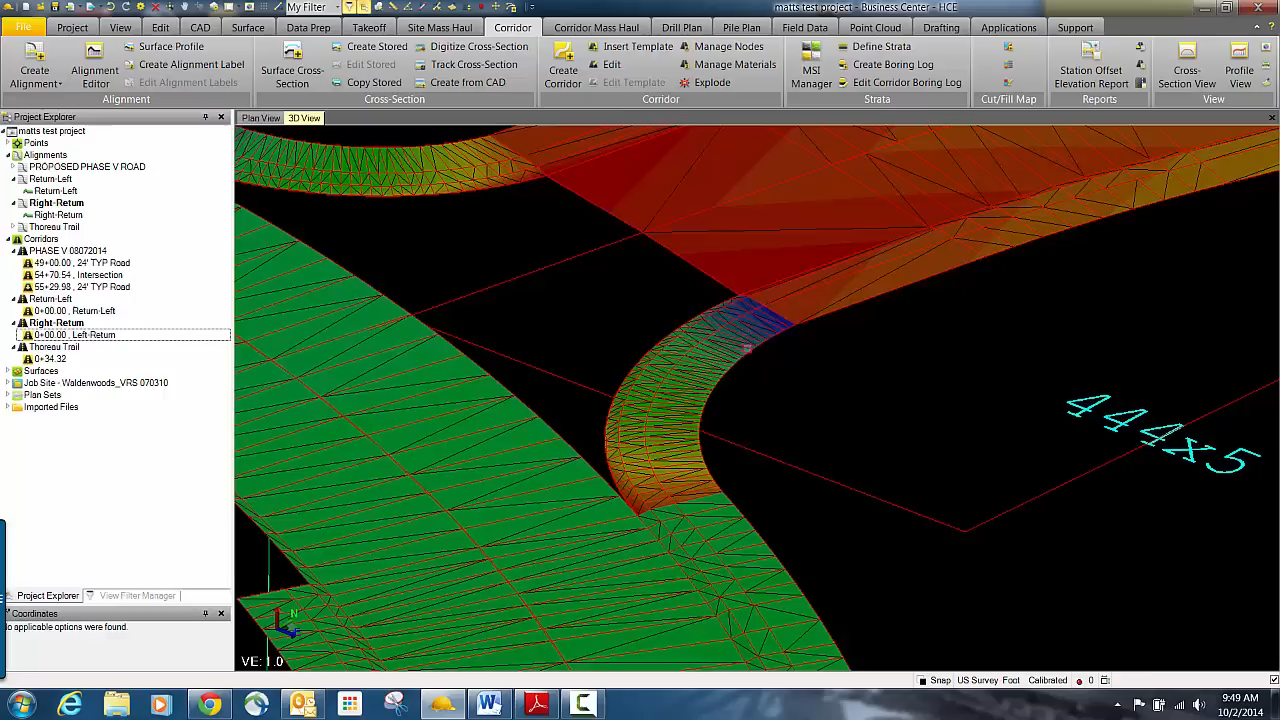 My Filter
matts test project - Business Center - HCE
File Project View Edit CAD Surface Data Prep Takeoff Site Mass Haul Corridor Corridor Mass Haul Drill Plan Pile Plan Field Data Point Cloud Drafting Applications Support
Create Alignment
Alignment Editor
Surface Profile
Create Alignment Label
Edit Alignment Labels
Alignment
Surface Cross-Section
Create Stored
Edit Stored
Copy Stored
Digitize Cross-Section
Track Cross-Section
Create from CAD
Cross-Section
Create Corridor
Insert Template
Edit
Edit Template
Manage Nodes
Manage Materials
Explode
Corridor
MSI Manager
Define Strata
Create Boring Log
Edit Corridor Boring Log
Strata
Cut/Fill Map
Station Offset Elevation Report
Reports
Cross-Section View
Profile View
View
Project Explorer
Plan View 3D View
matts test project
Points
Alignments
PROPOSED PHASE V ROAD
Return-Left
Return-Left
Right-Return
Right-Return
Thoreau Trail
Corridors
PHASE V 08072014
49+00.00 , 24' TYP Road
54+70.54 , Intersection
55+29.98 , 24' TYP Road
Return-Left
0+00.00 , Return-Left
Right-Return
0+00.00 , Left-Return
Thoreau Trail
0+34.32
Surfaces
Job Site - Waldenwoods_VRS 070310
Plan Sets
Imported Files
444x5
Project Explorer View Filter Manager
Coordinates
No applicable options were found.
N
VE: 1.0
Snap US Survey Foot Calibrated 0
9:49 AM
10/2/2014